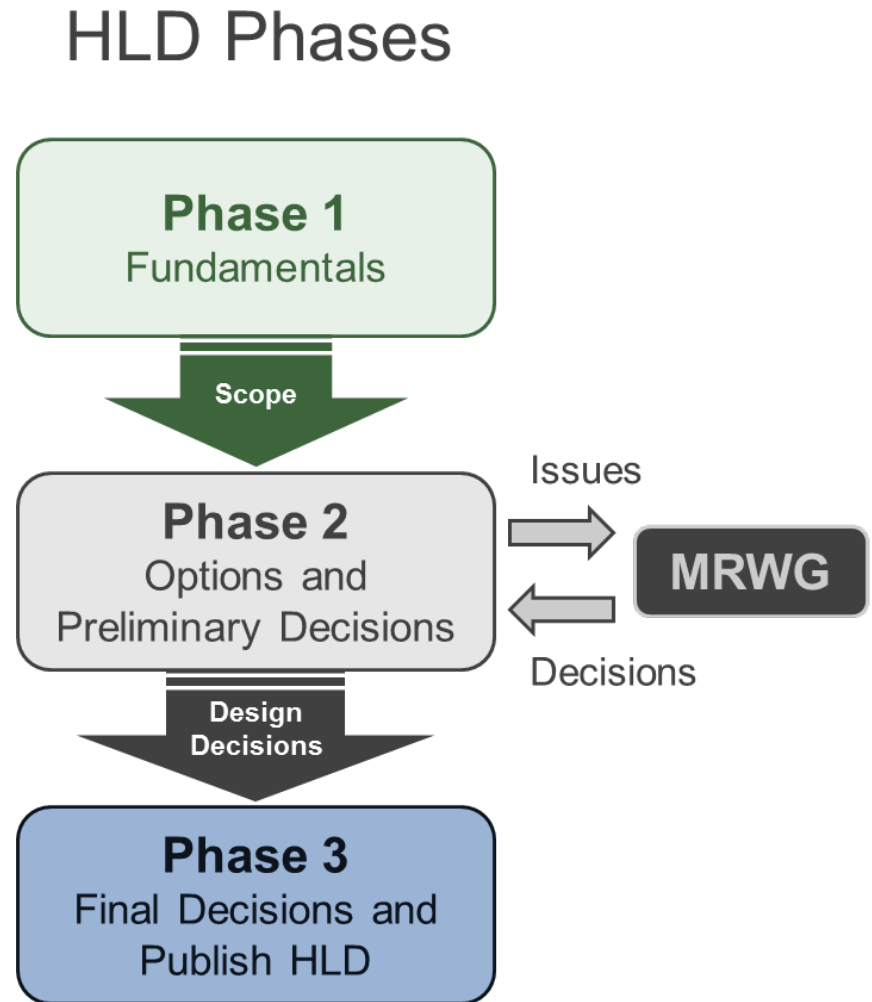 HLD Phases
Phase 1
Fundamentals
Scope
Phase 2
Options and
Preliminary Decisions
Issues
MRWG
Decisions
Design
Decisions
Phase 3
Final Decisions and
Publish HLD